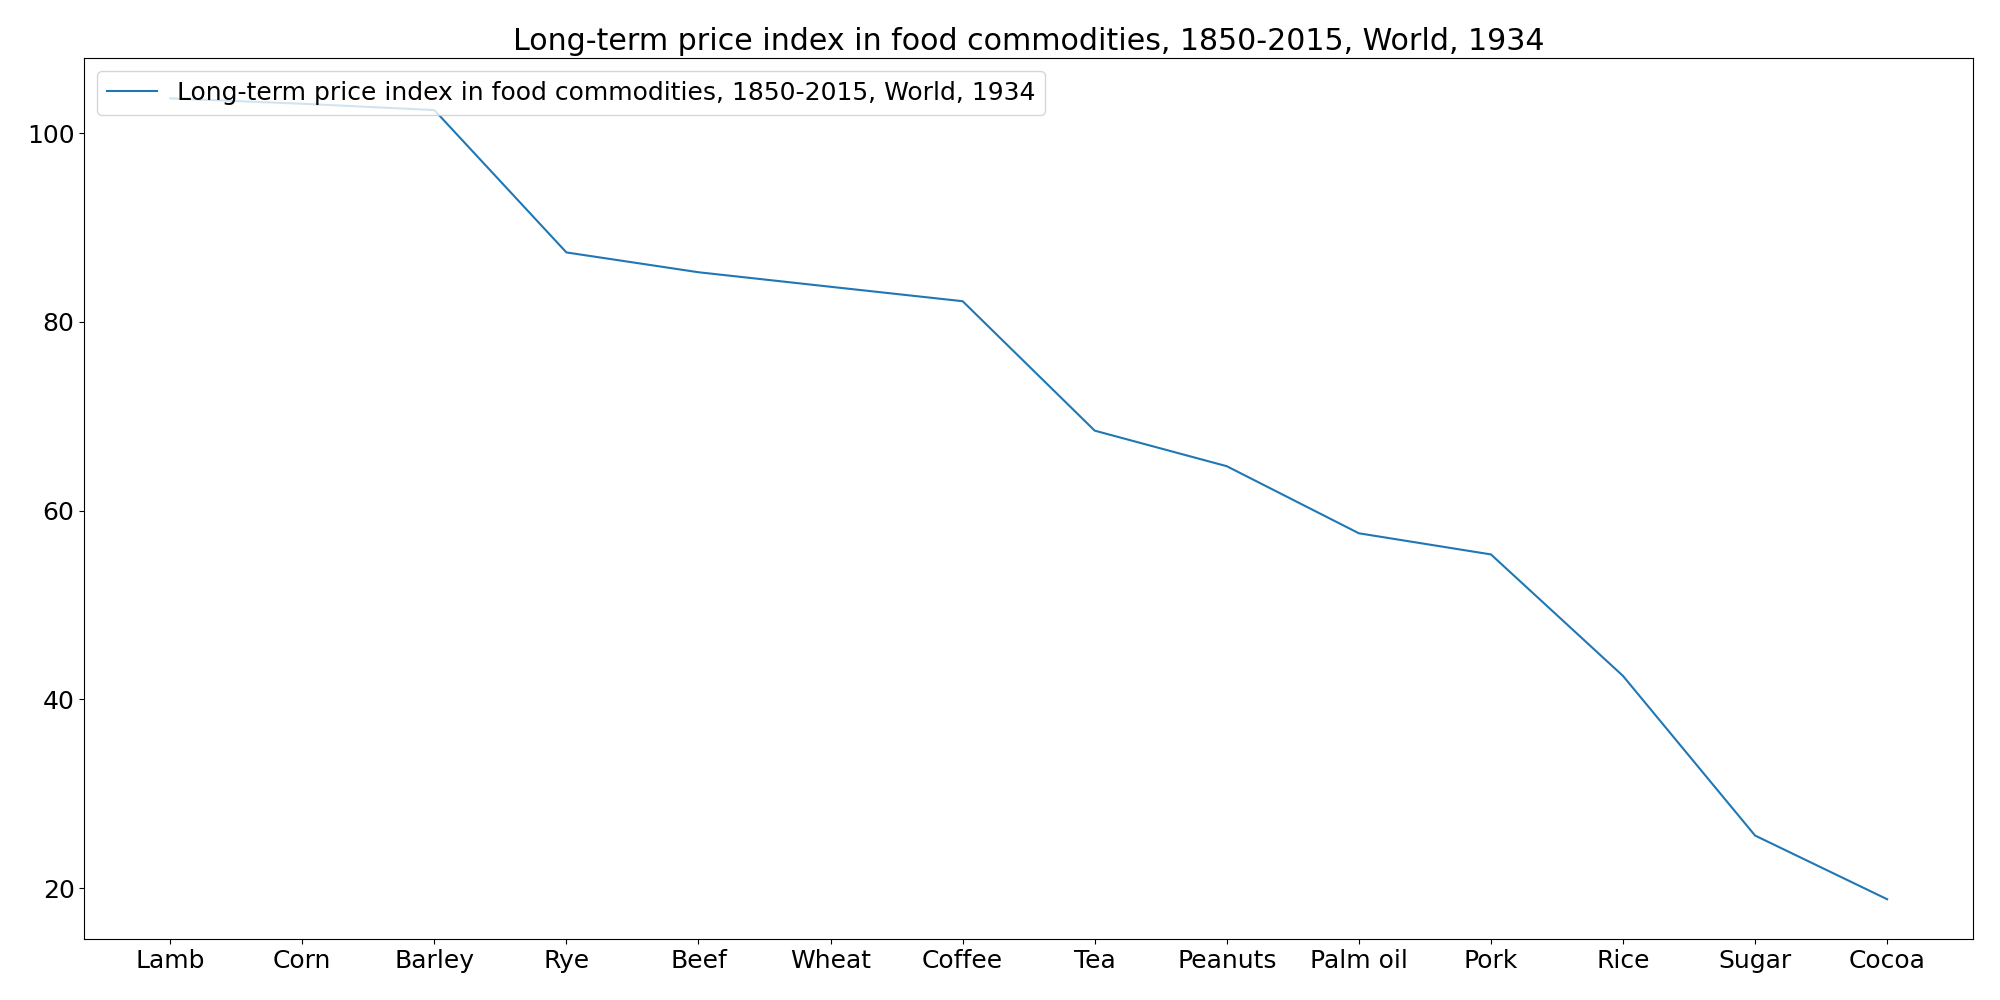 Long-term price index in food commodities, 1850-2015, World, 1934
Long-term price index in food commodities, 1850-2015, World, 1934
100
80
60
40
20
Lamb Corn Barley Rye Beef Wheat Coffee Tea Peanuts Palm oil Pork Rice Sugar Cocoa